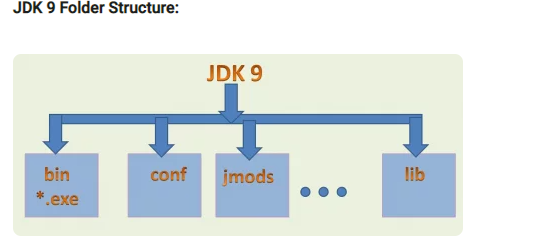 JDK 9 Folder Structure:
JDK 9
bin
*.exe
conf
jmods
lib